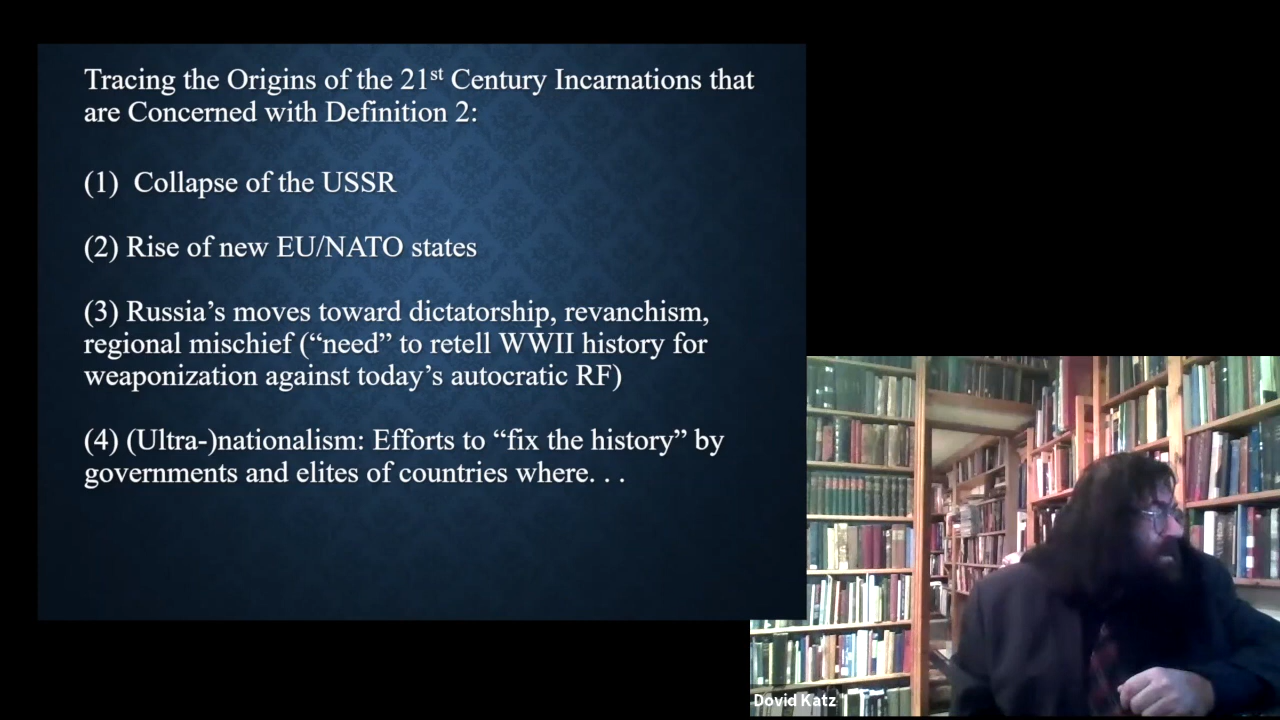 Tracing the Origins of the 21st Century Incarnations that
are Concerned with Definition 2:
(1) Collapse of the USSR
(2) Rise of new EU/NATO states
(3) Russia’s moves toward dictatorship, revanchism,
regional mischief (“need” to retell WWII history for
weaponization against today’s autocratic RF)
(4) (Ultra-)nationalism: Efforts to “fix the history” by
governments and elites of countries where. . .
Dovid Katz